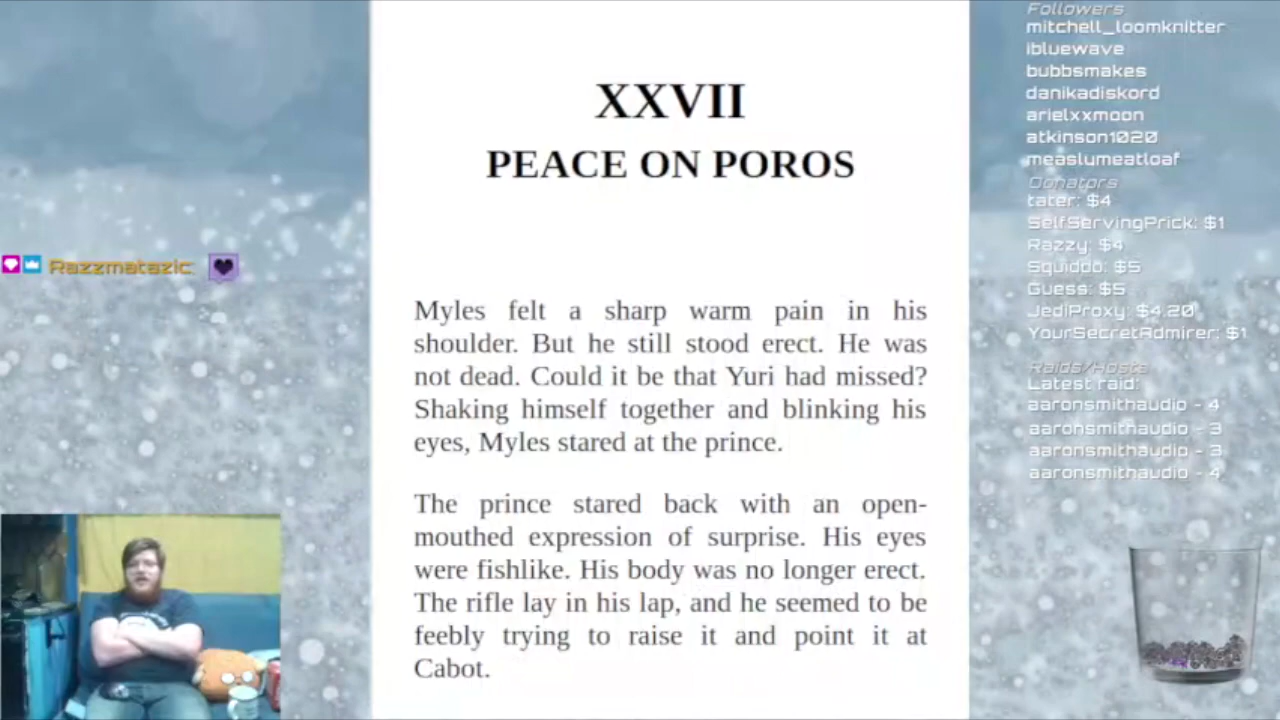 XXVII
PEACE ON POROS
Myles felt a sharp warm pain in his
shoulder. But he still stood erect. He was
not dead. Could it be that Yuri had missed?
Shaking himself together and blinking his
eyes, Myles stared at the prince.
The prince stared back with an open-
mouthed expression of surprise. His eyes
were fishlike. His body was no longer erect.
The rifle lay in his lap, and he seemed to be
feebly trying to raise it and point it at
Cabot.
Razzmatazic
Followers
mitchell_loomknitter
ibluewave
bubbsmakes
danikadiskord
arielxxmoon
atkinson1020
measlymeatloaf
Donators
tater: $4
SelfServingPrick: $1
Razzy: $4
Squiddo: $5
Guess: $5
JediProxy: $4.20
YourSecretAdmirer: $1
Raids/Hosts
Latest raid:
aaronsmithaudio - 4
aaronsmithaudio - 3
aaronsmithaudio - 3
aaronsmithaudio - 4